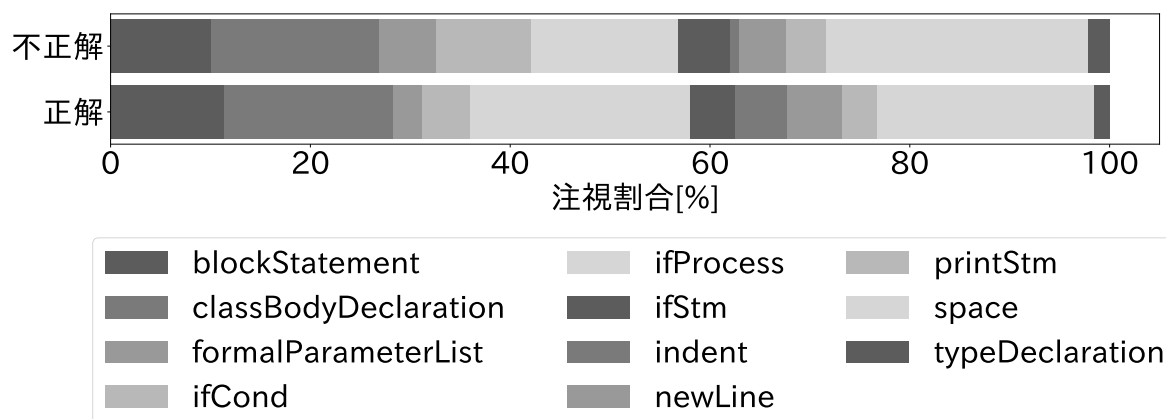 不正解
正解
0 20 40 60 80 100
注視割合[%]
blockStatement ifProcess printStm
classBodyDeclaration ifStm space
formalParameterList indent typeDeclaration
ifCond newLine